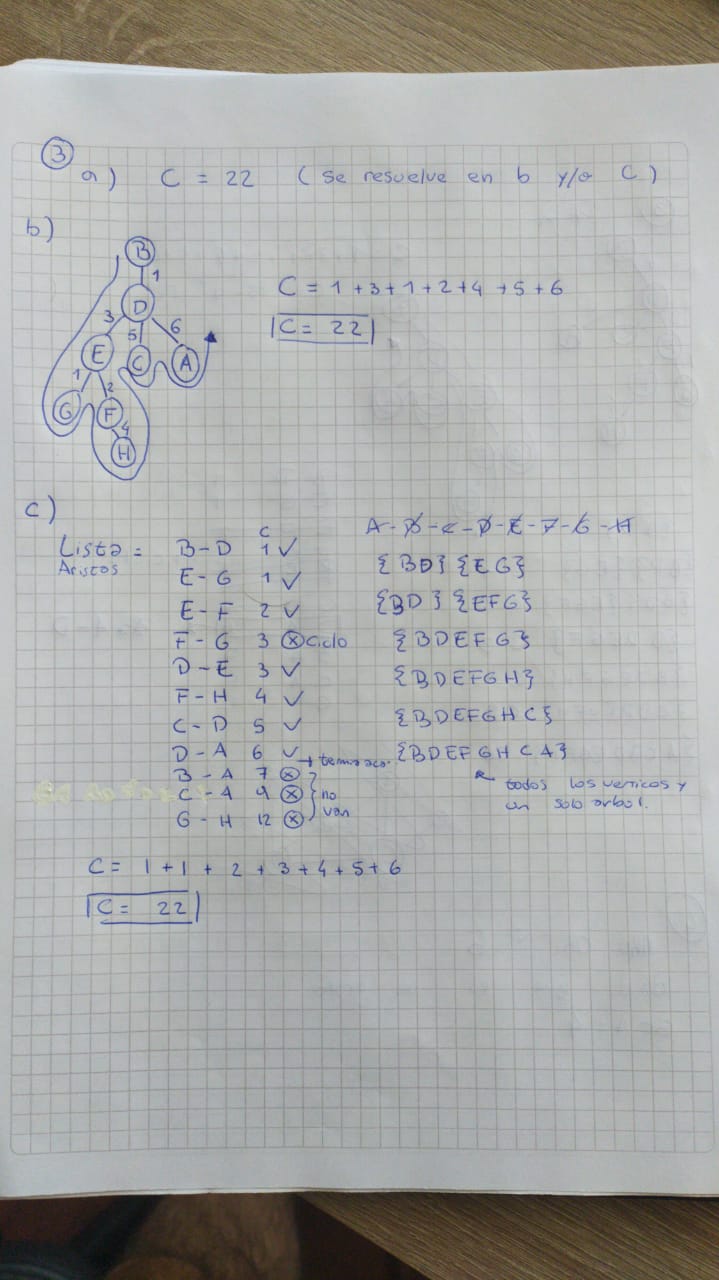 3
a) C = 22 (se resuelve en b y/o C)
b)
B
1
D
3 5 6
E C A
1 2
G F
4
H
C = 1 + 3 + 1 + 2 + 4 + 5 + 6
C = 22
c)
Lista =
Aristas
C
A - D - C - D - E - F - G - H
B - D 1 ✓ {BD} {EG}
E - G 1 ✓
E - F 2 ✓ {BD} {EFG}
F - G 3 ⊗ Ciclo {BDEFG}
D - E 3 ✓
F - H 4 ✓ {BDEFGH}
C - D 5 ✓ {BDEFGHC}
D - A 6 ✓ → {BDEFGHCA}
B - A 7 ⊗
C - A 9 ⊗ } no van
G - H 12 ⊗
todos los verticos y
un solo arbol.
C = 1 + 1 + 2 + 3 + 4 + 5 + 6
C = 22